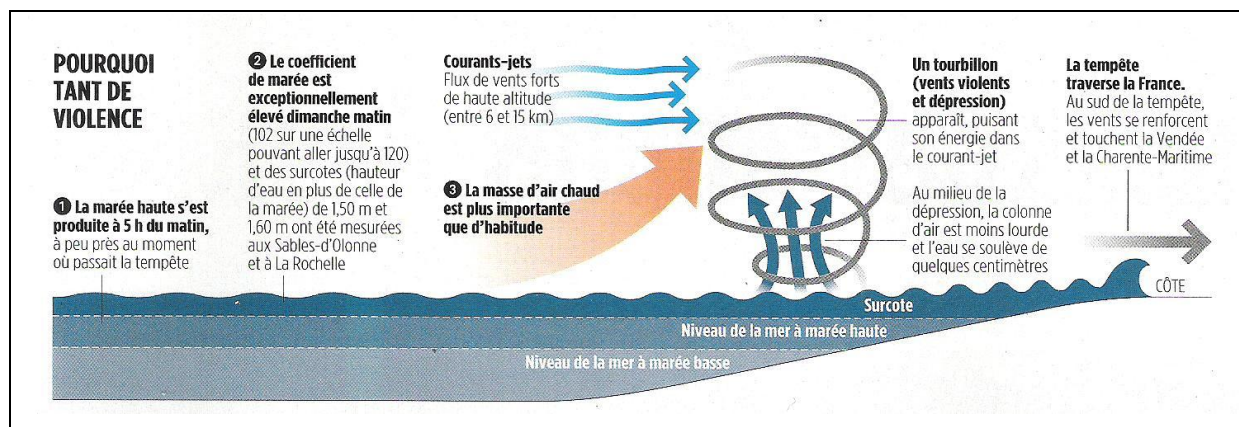 POURQUOI
TANT DE
VIOLENCE
❶ La marée haute s'est
produite à 5 h du matin,
à peu près au moment
où passait la tempête
❷ Le coefficient
de marée est
exceptionnellement
élevé dimanche matin
(102 sur une échelle
pouvant aller jusqu'à 120)
et des surcotes (hauteur
d'eau en plus de celle de
la marée) de 1,50 m et
1,60 m ont été mesurées
aux Sables-d'Olonne
et à La Rochelle
Courants-jets
Flux de vents forts
de haute altitude
(entre 6 et 15 km)
❸ La masse d'air chaud
est plus importante
que d'habitude
Un tourbillon
(vents violents
et dépression)
apparaît, puisant
son énergie dans
le courant-jet
Au milieu de la
dépression, la colonne
d'air est moins lourde
et l'eau se soulève de
quelques centimètres
La tempête
traverse la France.
Au sud de la tempête,
les vents se renforcent
et touchent la Vendée
et la Charente-Maritime
CÔTE
Surcote
Niveau de la mer à marée haute
Niveau de la mer à marée basse